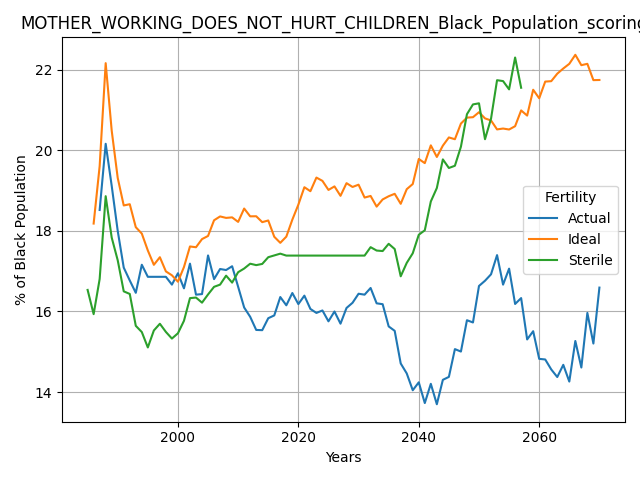 MOTHER_WORKING_DOES_NOT_HURT_CHILDREN_Black_Population_scoring
22
20
18
16
14
% of Black Population
2000
2020
2040
2060
Years
Fertility
Actual
Ideal
Sterile